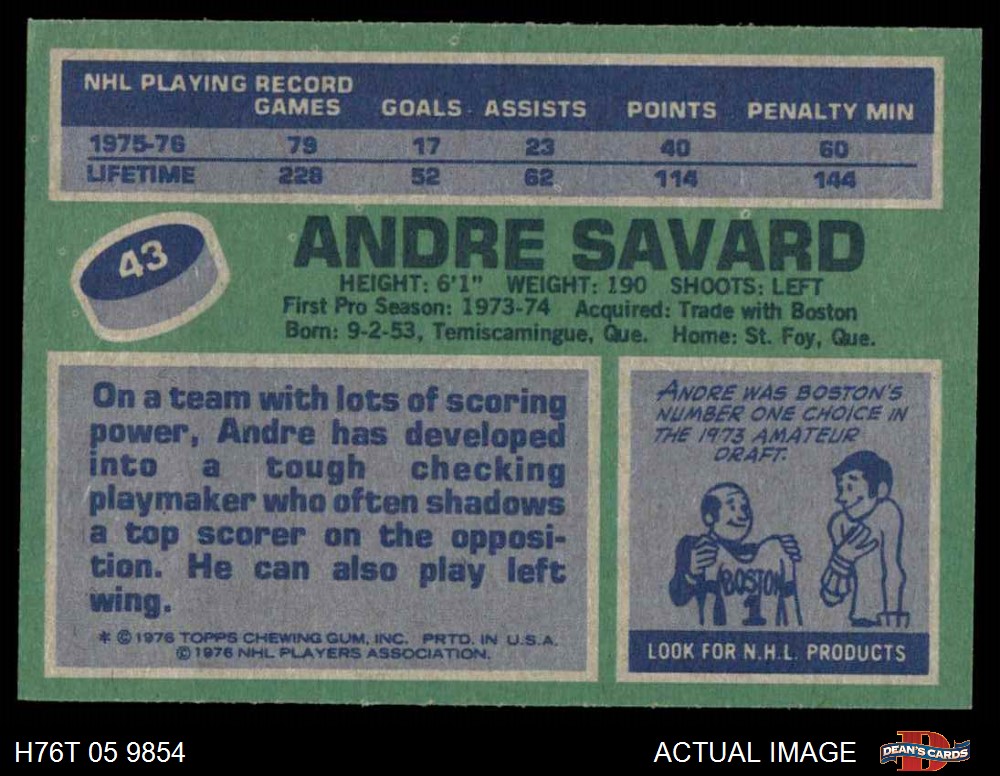 NHL PLAYING RECORD
GAMES GOALS ASSISTS POINTS PENALTY MIN
1975-76 79 17 23 40 60
LIFETIME 228 52 62 114 144
43
ANDRE SAVARD
HEIGHT: 6'1" WEIGHT: 190 SHOOTS: LEFT
First Pro Season: 1973-74 Acquired: Trade with Boston
Born: 9-2-53, Temiscamingue, Que. Home: St. Foy, Que.
On a team with lots of scoring
power, Andre has developed
into a tough checking
playmaker who often shadows
a top scorer on the opposi-
tion. He can also play left
wing.
* © 1976 TOPPS CHEWING GUM, INC. PRTD. IN U.S.A.
© 1976 NHL PLAYERS ASSOCIATION.
ANDRE WAS BOSTON'S
NUMBER ONE CHOICE IN
THE 1973 AMATEUR
DRAFT.
BOSTON
1
LOOK FOR N.H.L. PRODUCTS
H76T 05 9854
ACTUAL IMAGE
D
DEAN'S CARDS